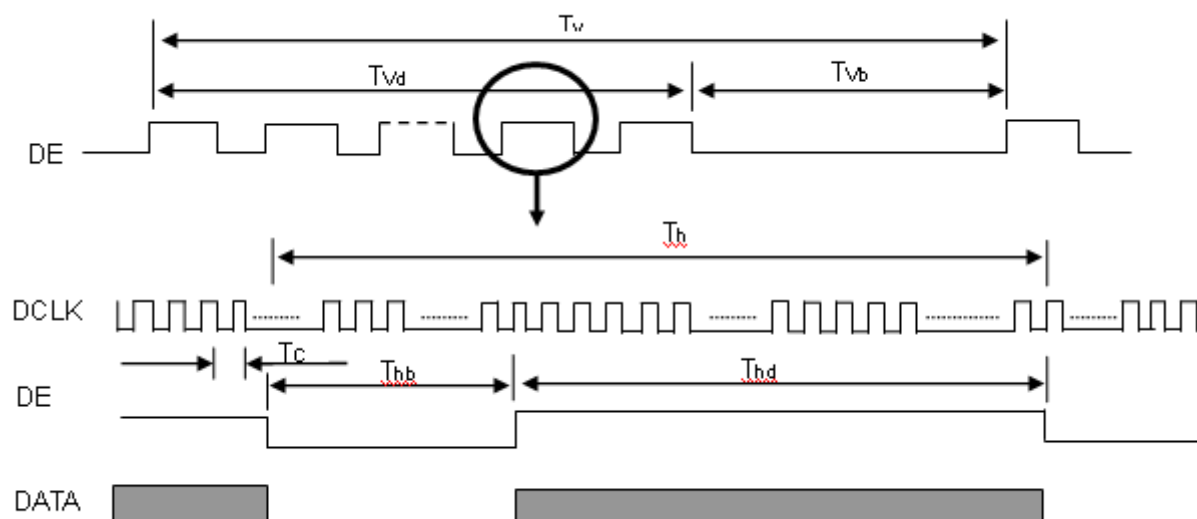 Tv
Tvd
Tvb
DE
Th
DCLK
Tc
Thb
Thd
DE
DATA